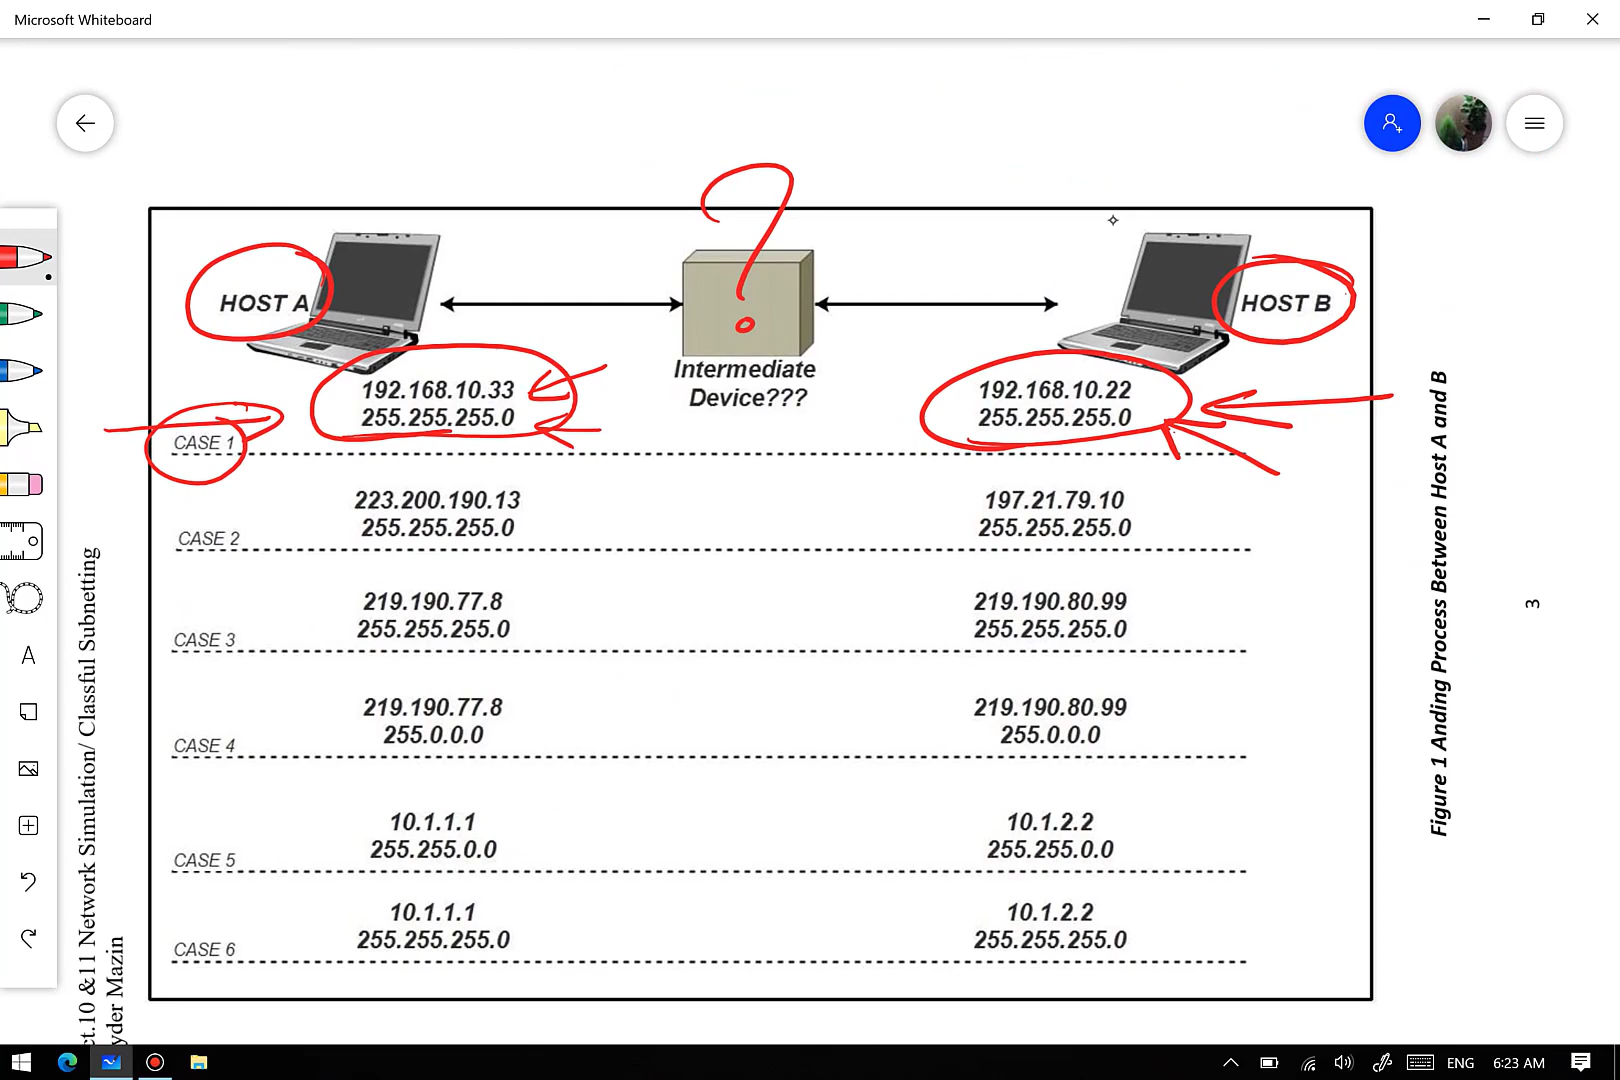 Microsoft Whiteboard
HOST A
HOST B
Intermediate
Device???
192.168.10.33
255.255.255.0
192.168.10.22
255.255.255.0
CASE 1
223.200.190.13
255.255.255.0
197.21.79.10
255.255.255.0
CASE 2
219.190.77.8
255.255.255.0
219.190.80.99
255.255.255.0
CASE 3
219.190.77.8
255.0.0.0
219.190.80.99
255.0.0.0
CASE 4
10.1.1.1
255.255.0.0
10.1.2.2
255.255.0.0
CASE 5
10.1.1.1
255.255.255.0
10.1.2.2
255.255.255.0
CASE 6
?
Figure 1 Anding Process Between Host A and B
3
ct.10 &11 Network Simulation/ Classful Subnetting
yder Mazin
A
ENG
6:23 AM